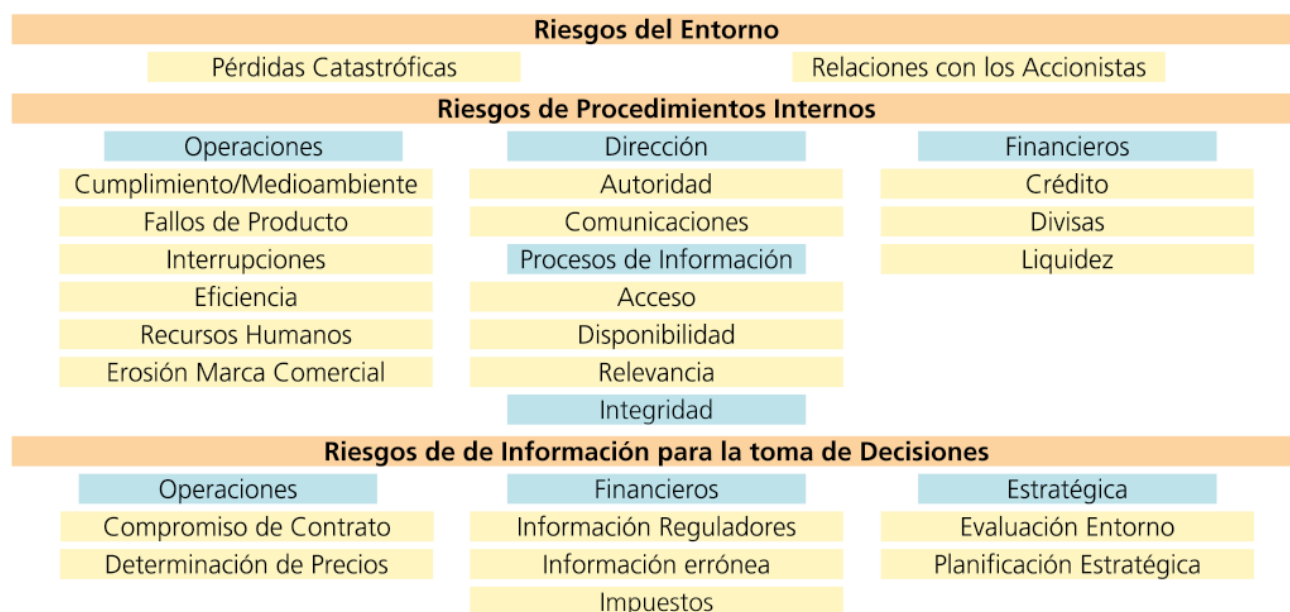 Riesgos del Entorno
Pérdidas Catastróficas
Relaciones con los Accionistas
Riesgos de Procedimientos Internos
Operaciones
Cumplimiento/Medioambiente
Fallos de Producto
Interrupciones
Eficiencia
Recursos Humanos
Erosión Marca Comercial
Dirección
Autoridad
Comunicaciones
Procesos de Información
Acceso
Disponibilidad
Relevancia
Integridad
Financieros
Crédito
Divisas
Liquidez
Riesgos de de Información para la toma de Decisiones
Operaciones
Compromiso de Contrato
Determinación de Precios
Financieros
Información Reguladores
Información errónea
Impuestos
Estratégica
Evaluación Entorno
Planificación Estratégica